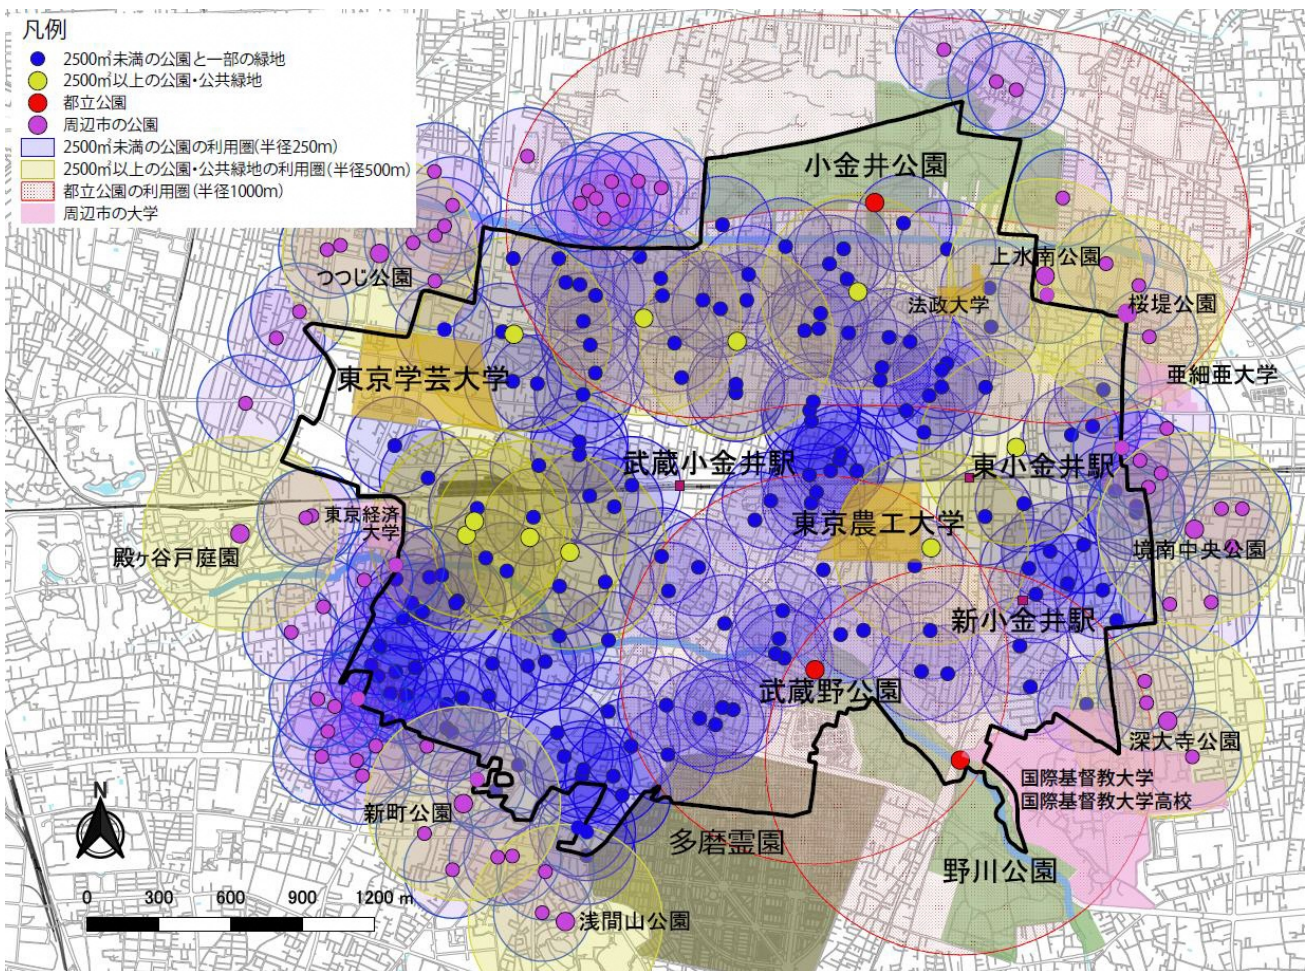 凡例
2500㎡未満の公園と一部の緑地
2500㎡以上の公園・公共緑地
都立公園
周辺市の公園
2500㎡未満の公園の利用圏(半径250m)
2500㎡以上の公園・公共緑地の利用圏(半径500m)
都立公園の利用圏(半径1000m)
周辺市の大学
小金井公園
つつじ公園
上水南公園
法政大学
桜堤公園
東京学芸大学
亜細亜大学
武蔵小金井駅
東小金井駅
東京経済
大学
東京農工大学
殿ヶ谷戸庭園
境南中央公園
新小金井駅
武蔵野公園
深大寺公園
国際基督教大学
国際基督教大学高校
新町公園
多磨霊園
野川公園
浅間山公園
N
0 300 600 900 1200 m